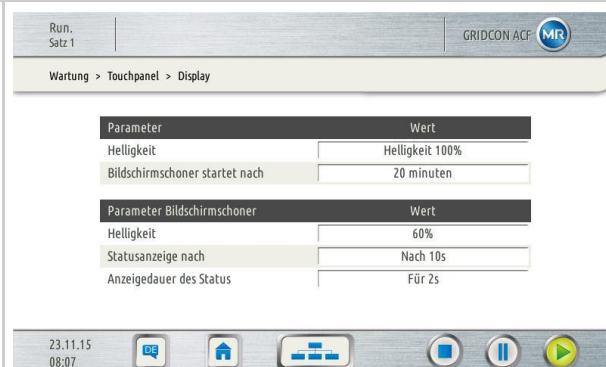 Run.
Satz 1
GRIDCON ACF MR
Wartung > Touchpanel > Display
Parameter Wert
Helligkeit Helligkeit 100%
Bildschirmschoner startet nach 20 minuten
Parameter Bildschirmschoner Wert
Helligkeit 60%
Statusanzeige nach Nach 10s
Anzeigedauer des Status Für 2s
23.11.15
08:07
DE